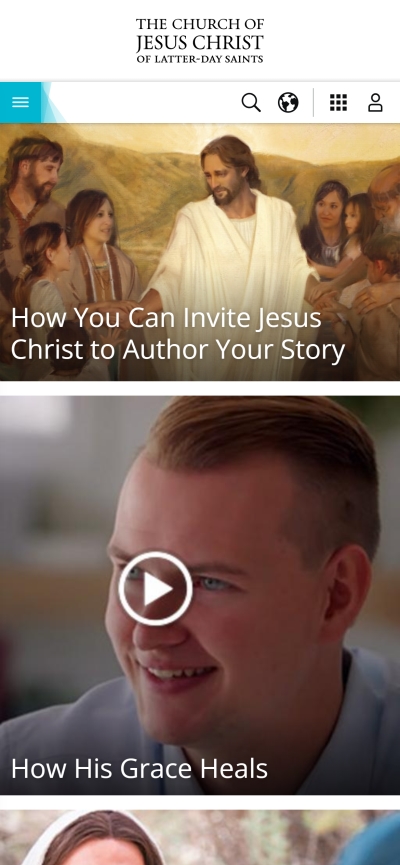 THE CHURCH OF
JESUS CHRIST
OF LATTER-DAY SAINTS
How You Can Invite Jesus
Christ to Author Your Story
How His Grace Heals